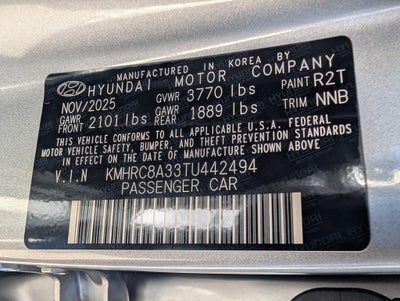 MANUFACTURED IN KOREA BY
HYUNDAI MOTOR COMPANY
NOV/2025 GVWR 3770 lbs PAINT R2T
GAWR FRONT 2101 lbs GAWR REAR 1889 lbs TRIM NNB
THIS VEHICLE CONFORMS TO ALL APPLICABLE U.S.A. FEDERAL
MOTOR VEHICLE SAFETY, BUMPER, AND THEFT PREVENTION
STANDARDS IN EFFECT ON THE DATE OF MANUFACTURE SHOWN ABOVE.
V.I.N KMHRC8A33TU442494
PASSENGER CAR